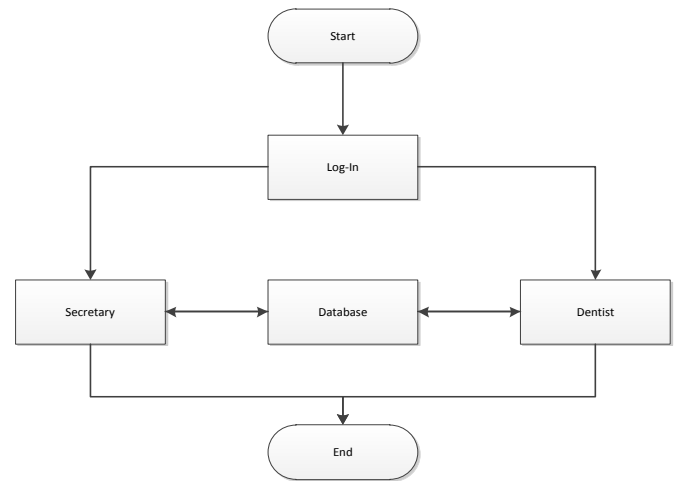 Start
Log-In
Secretary
Database
Dentist
End